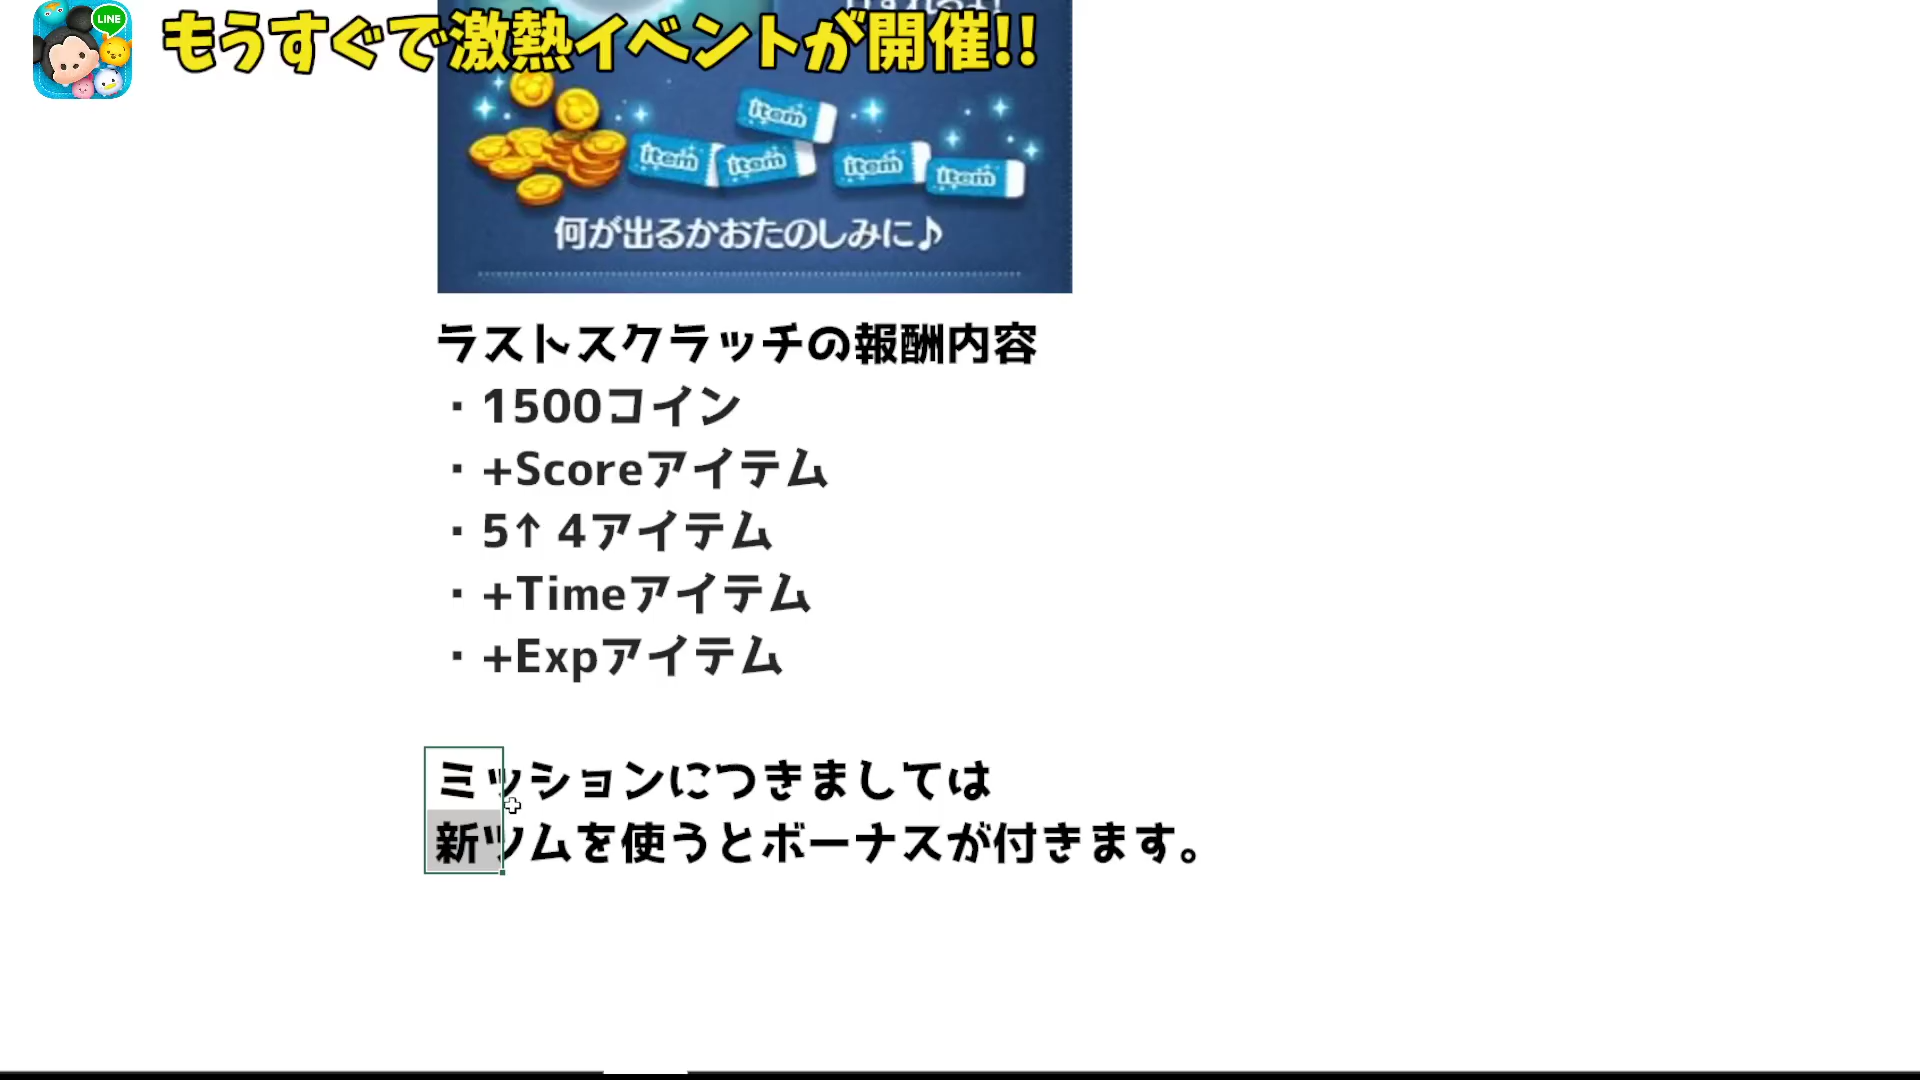 LINE
もうすぐで激熱イベントが開催!!
item
item
item
item
item
何が出るかおたのしみに♪
ラストスクラッチの報酬内容
・1500コイン
・+Scoreアイテム
・5↑4アイテム
・+Timeアイテム
・+Expアイテム
ミッションにつきましては
新ツムを使うとボーナスが付きます。